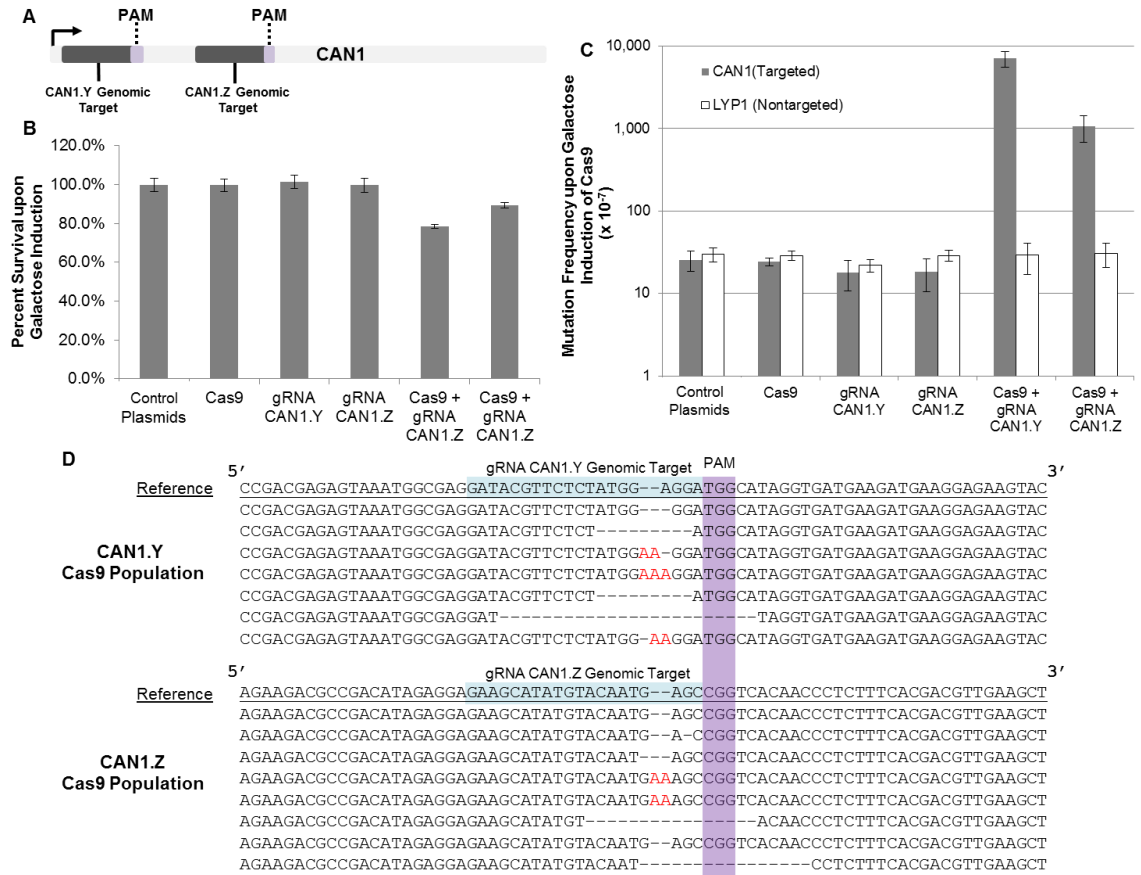 A
PAM
PAM
CAN1
CAN1.Y Genomic
Target
CAN1.Z Genomic
Target
B
Percent Survival upon
Galactose Induction
120.0%
100.0%
80.0%
60.0%
40.0%
20.0%
0.0%
Control
Plasmids
Cas9
gRNA
CAN1.Y
gRNA
CAN1.Z
Cas9 +
gRNA
CAN1.Z
Cas9 +
gRNA
CAN1.Z
C
Mutation Frequency upon Galactose
Induction of Cas9
(x 10-7)
10,000
1,000
100
10
1
CAN1(Targeted)
LYP1 (Nontargeted)
Control
Plasmids
Cas9
gRNA
CAN1.Y
gRNA
CAN1.Z
Cas9 +
gRNA
CAN1.Y
Cas9 +
gRNA
CAN1.Z
D
5′
gRNA CAN1.Y Genomic Target
PAM
3′
Reference
CCGACGAGAGTAAATGGCGAGGATACGTTCTCTATGG--AGGATGGCATAGGTGATGAAGATGAAGGAGAAGTAC
CAN1.Y
Cas9 Population
CCGACGAGAGTAAATGGCGAGGATACGTTCTCTATGG---GGATGGCATAGGTGATGAAGATGAAGGAGAAGTAC
CCGACGAGAGTAAATGGCGAGGATACGTTCTCT---------ATGGCATAGGTGATGAAGATGAAGGAGAAGTAC
CCGACGAGAGTAAATGGCGAGGATACGTTCTCTATGGAA-GGATGGCATAGGTGATGAAGATGAAGGAGAAGTAC
CCGACGAGAGTAAATGGCGAGGATACGTTCTCTATGGAAAGGATGGCATAGGTGATGAAGATGAAGGAGAAGTAC
CCGACGAGAGTAAATGGCGAGGATACGTTCTCT---------ATGGCATAGGTGATGAAGATGAAGGAGAAGTAC
CCGACGAGAGTAAATGGCGAGGAT------------------------TAGGTGATGAAGATGAAGGAGAAGTAC
CCGACGAGAGTAAATGGCGAGGATACGTTCTCTATGG-AAGGATGGCATAGGTGATGAAGATGAAGGAGAAGTAC
5′
gRNA CAN1.Z Genomic Target
3′
Reference
AGAAGACGCCGACATAGAGGAGAAGCATATGTACAATG--AGCCGGTCACAACCCTCTTTCACGACGTTGAAGCT
CAN1.Z
Cas9 Population
AGAAGACGCCGACATAGAGGAGAAGCATATGTACAATG--AGCCGGTCACAACCCTCTTTCACGACGTTGAAGCT
AGAAGACGCCGACATAGAGGAGAAGCATATGTACAATG--A-CCGGTCACAACCCTCTTTCACGACGTTGAAGCT
AGAAGACGCCGACATAGAGGAGAAGCATATGTACAAT---AGCCGGTCACAACCCTCTTTCACGACGTTGAAGCT
AGAAGACGCCGACATAGAGGAGAAGCATATGTACAATGAAAGCCGGTCACAACCCTCTTTCACGACGTTGAAGCT
AGAAGACGCCGACATAGAGGAGAAGCATATGTACAATGAAAGCCGGTCACAACCCTCTTTCACGACGTTGAAGCT
AGAAGACGCCGACATAGAGGAGAAGCATATGT----------------ACAACCCTCTTTCACGACGTTGAAGCT
AGAAGACGCCGACATAGAGGAGAAGCATATGTACAATG--AGCCGGTCACAACCCTCTTTCACGACGTTGAAGCT
AGAAGACGCCGACATAGAGGAGAAGCATATGTACAAT----------------CCTCTTTCACGACGTTGAAGCT